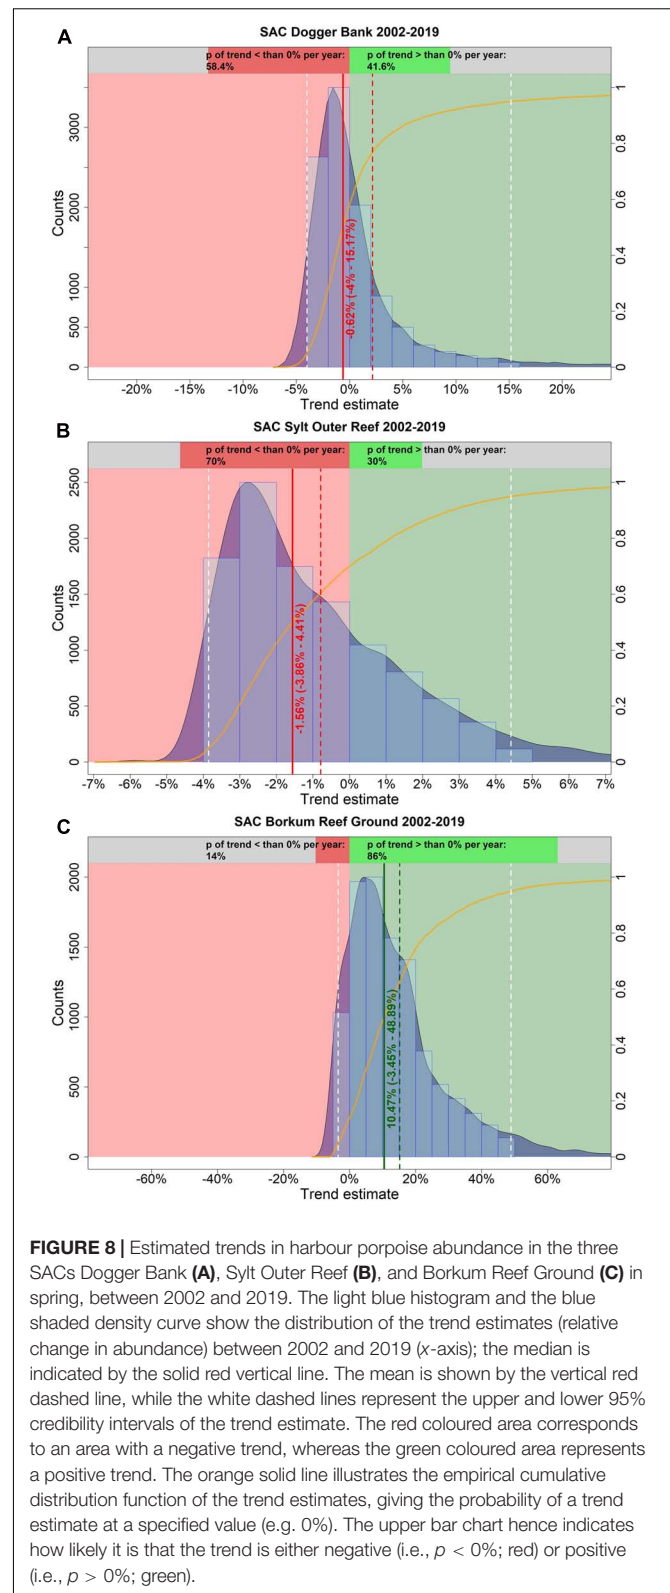 A
SAC Dogger Bank 2002-2019
p of trend < than 0% per year:
58.4%
p of trend > than 0% per year:
41.6%
Counts
3000
2000
1000
500
0
1
0.8
0.6
0.4
0.2
0
-0.62% (-4% - 15.17%)
-20% -15% -10% -5% 0% 5% 10% 15% 20%
Trend estimate
B
SAC Sylt Outer Reef 2002-2019
p of trend < than 0% per year:
70%
p of trend > than 0% per year:
30%
Counts
2500
2000
1500
1000
500
0
1
0.8
0.6
0.4
0.2
0
-1.56% (-3.86% - 4.41%)
-7% -6% -4% -3% -2% -1% 0% 1% 2% 3% 4% 5% 6% 7%
Trend estimate
C
SAC Borkum Reef Ground 2002-2019
p of trend < than 0% per year:
14%
p of trend > than 0% per year:
86%
Counts
2000
1500
1000
500
0
1
0.8
0.6
0.4
0.2
0
10.47% (-3.45% - 48.89%)
-60% -40% -20% 0% 20% 40% 60%
Trend estimate
FIGURE 8 | Estimated trends in harbour porpoise abundance in the three
SACs Dogger Bank (A), Sylt Outer Reef (B), and Borkum Reef Ground (C) in
spring, between 2002 and 2019. The light blue histogram and the blue
shaded density curve show the distribution of the trend estimates (relative
change in abundance) between 2002 and 2019 (x-axis); the median is
indicated by the solid red vertical line. The mean is shown by the vertical red
dashed line, while the white dashed lines represent the upper and lower 95%
credibility intervals of the trend estimate. The red coloured area corresponds
to an area with a negative trend, whereas the green coloured area represents
a positive trend. The orange solid line illustrates the empirical cumulative
distribution function of the trend estimates, giving the probability of a trend
estimate at a specified value (e.g. 0%). The upper bar chart hence indicates
how likely it is that the trend is either negative (i.e., p < 0%; red) or positive
(i.e., p > 0%; green).